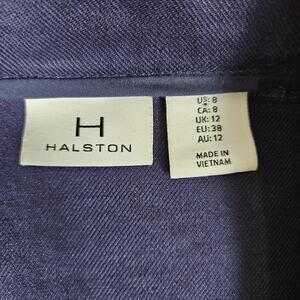 H
HALSTON
US: 8
CA: 8
UK: 12
EU: 38
AU: 12
MADE IN
VIETNAM